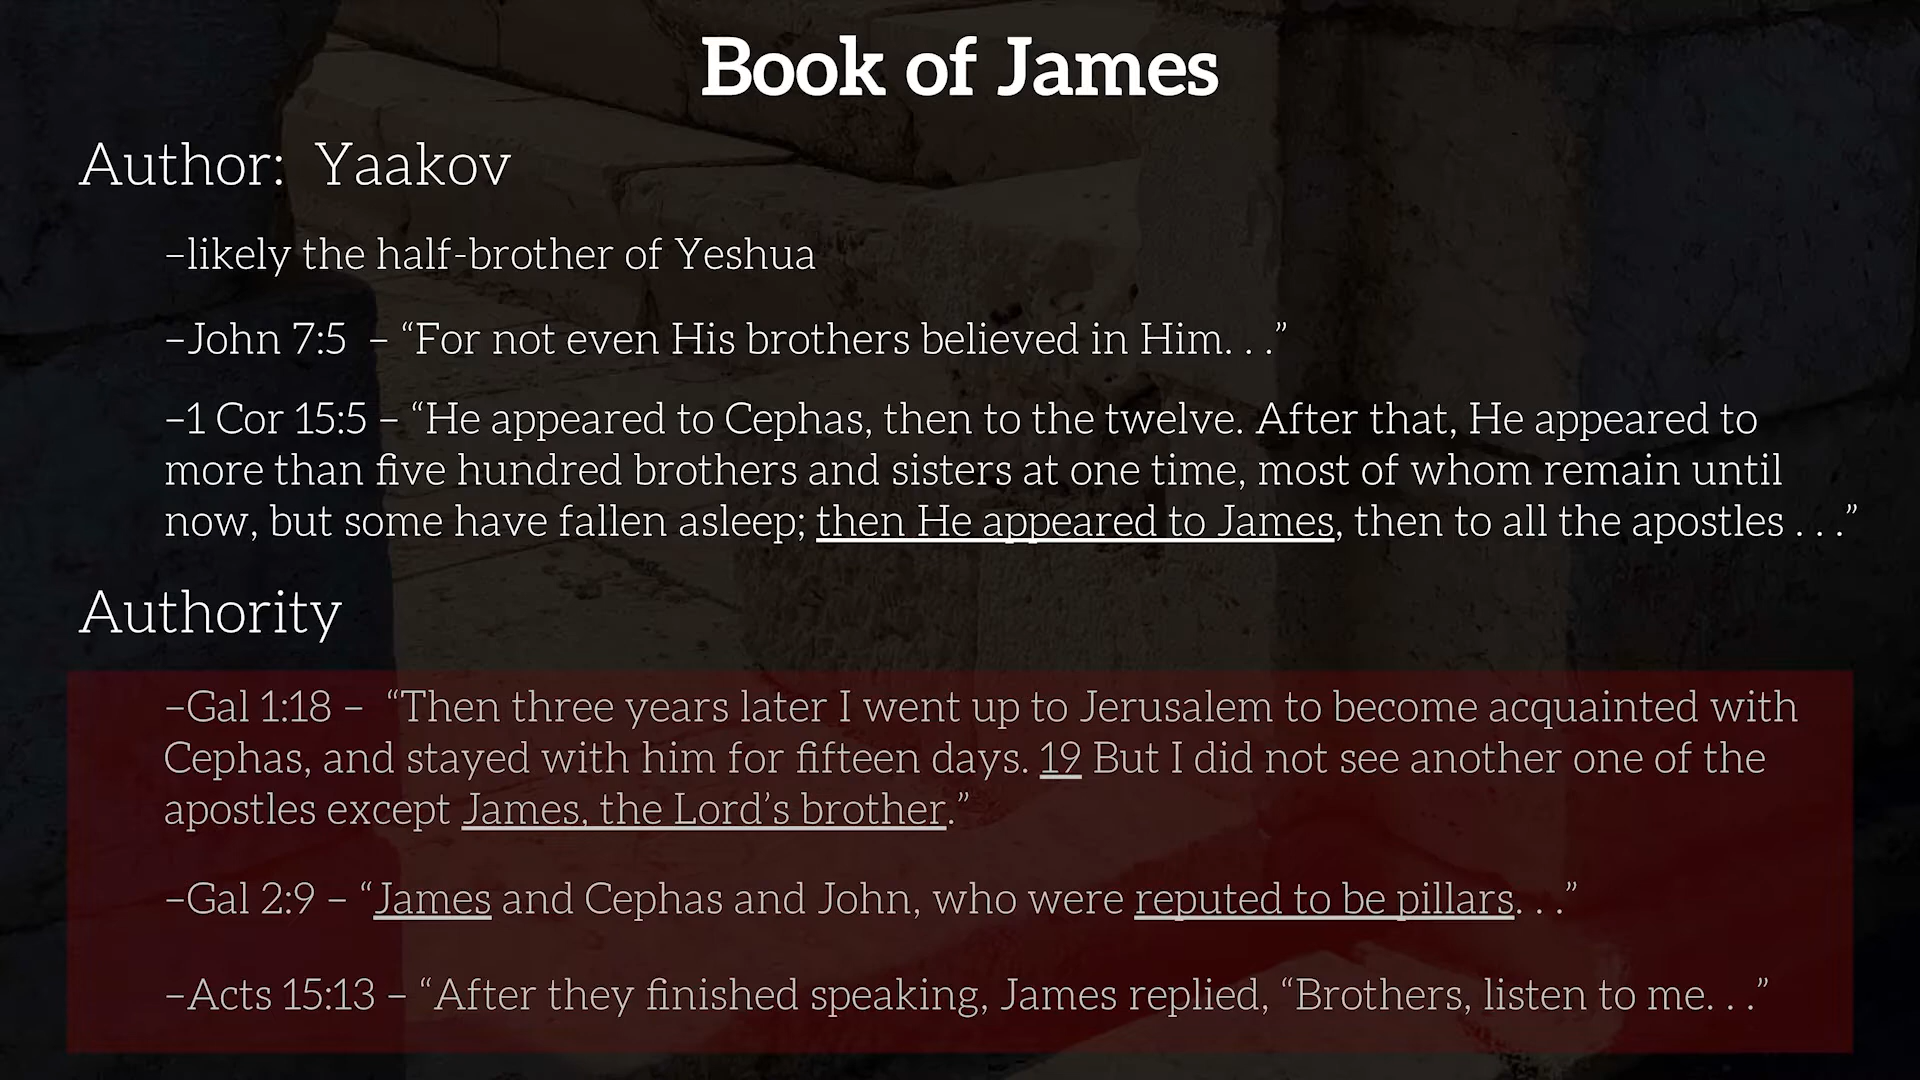 Book of James
Author: Yaakov
–likely the half-brother of Yeshua
–John 7:5 – “For not even His brothers believed in Him. . .”
–1 Cor 15:5 – “He appeared to Cephas, then to the twelve. After that, He appeared to
more than five hundred brothers and sisters at one time, most of whom remain until
now, but some have fallen asleep; then He appeared to James, then to all the apostles . . .”
Authority
–Gal 1:18 – “Then three years later I went up to Jerusalem to become acquainted with
Cephas, and stayed with him for fifteen days. 19 But I did not see another one of the
apostles except James, the Lord’s brother.”
–Gal 2:9 – “James and Cephas and John, who were reputed to be pillars. . .”
–Acts 15:13 – “After they finished speaking, James replied, “Brothers, listen to me. . .”